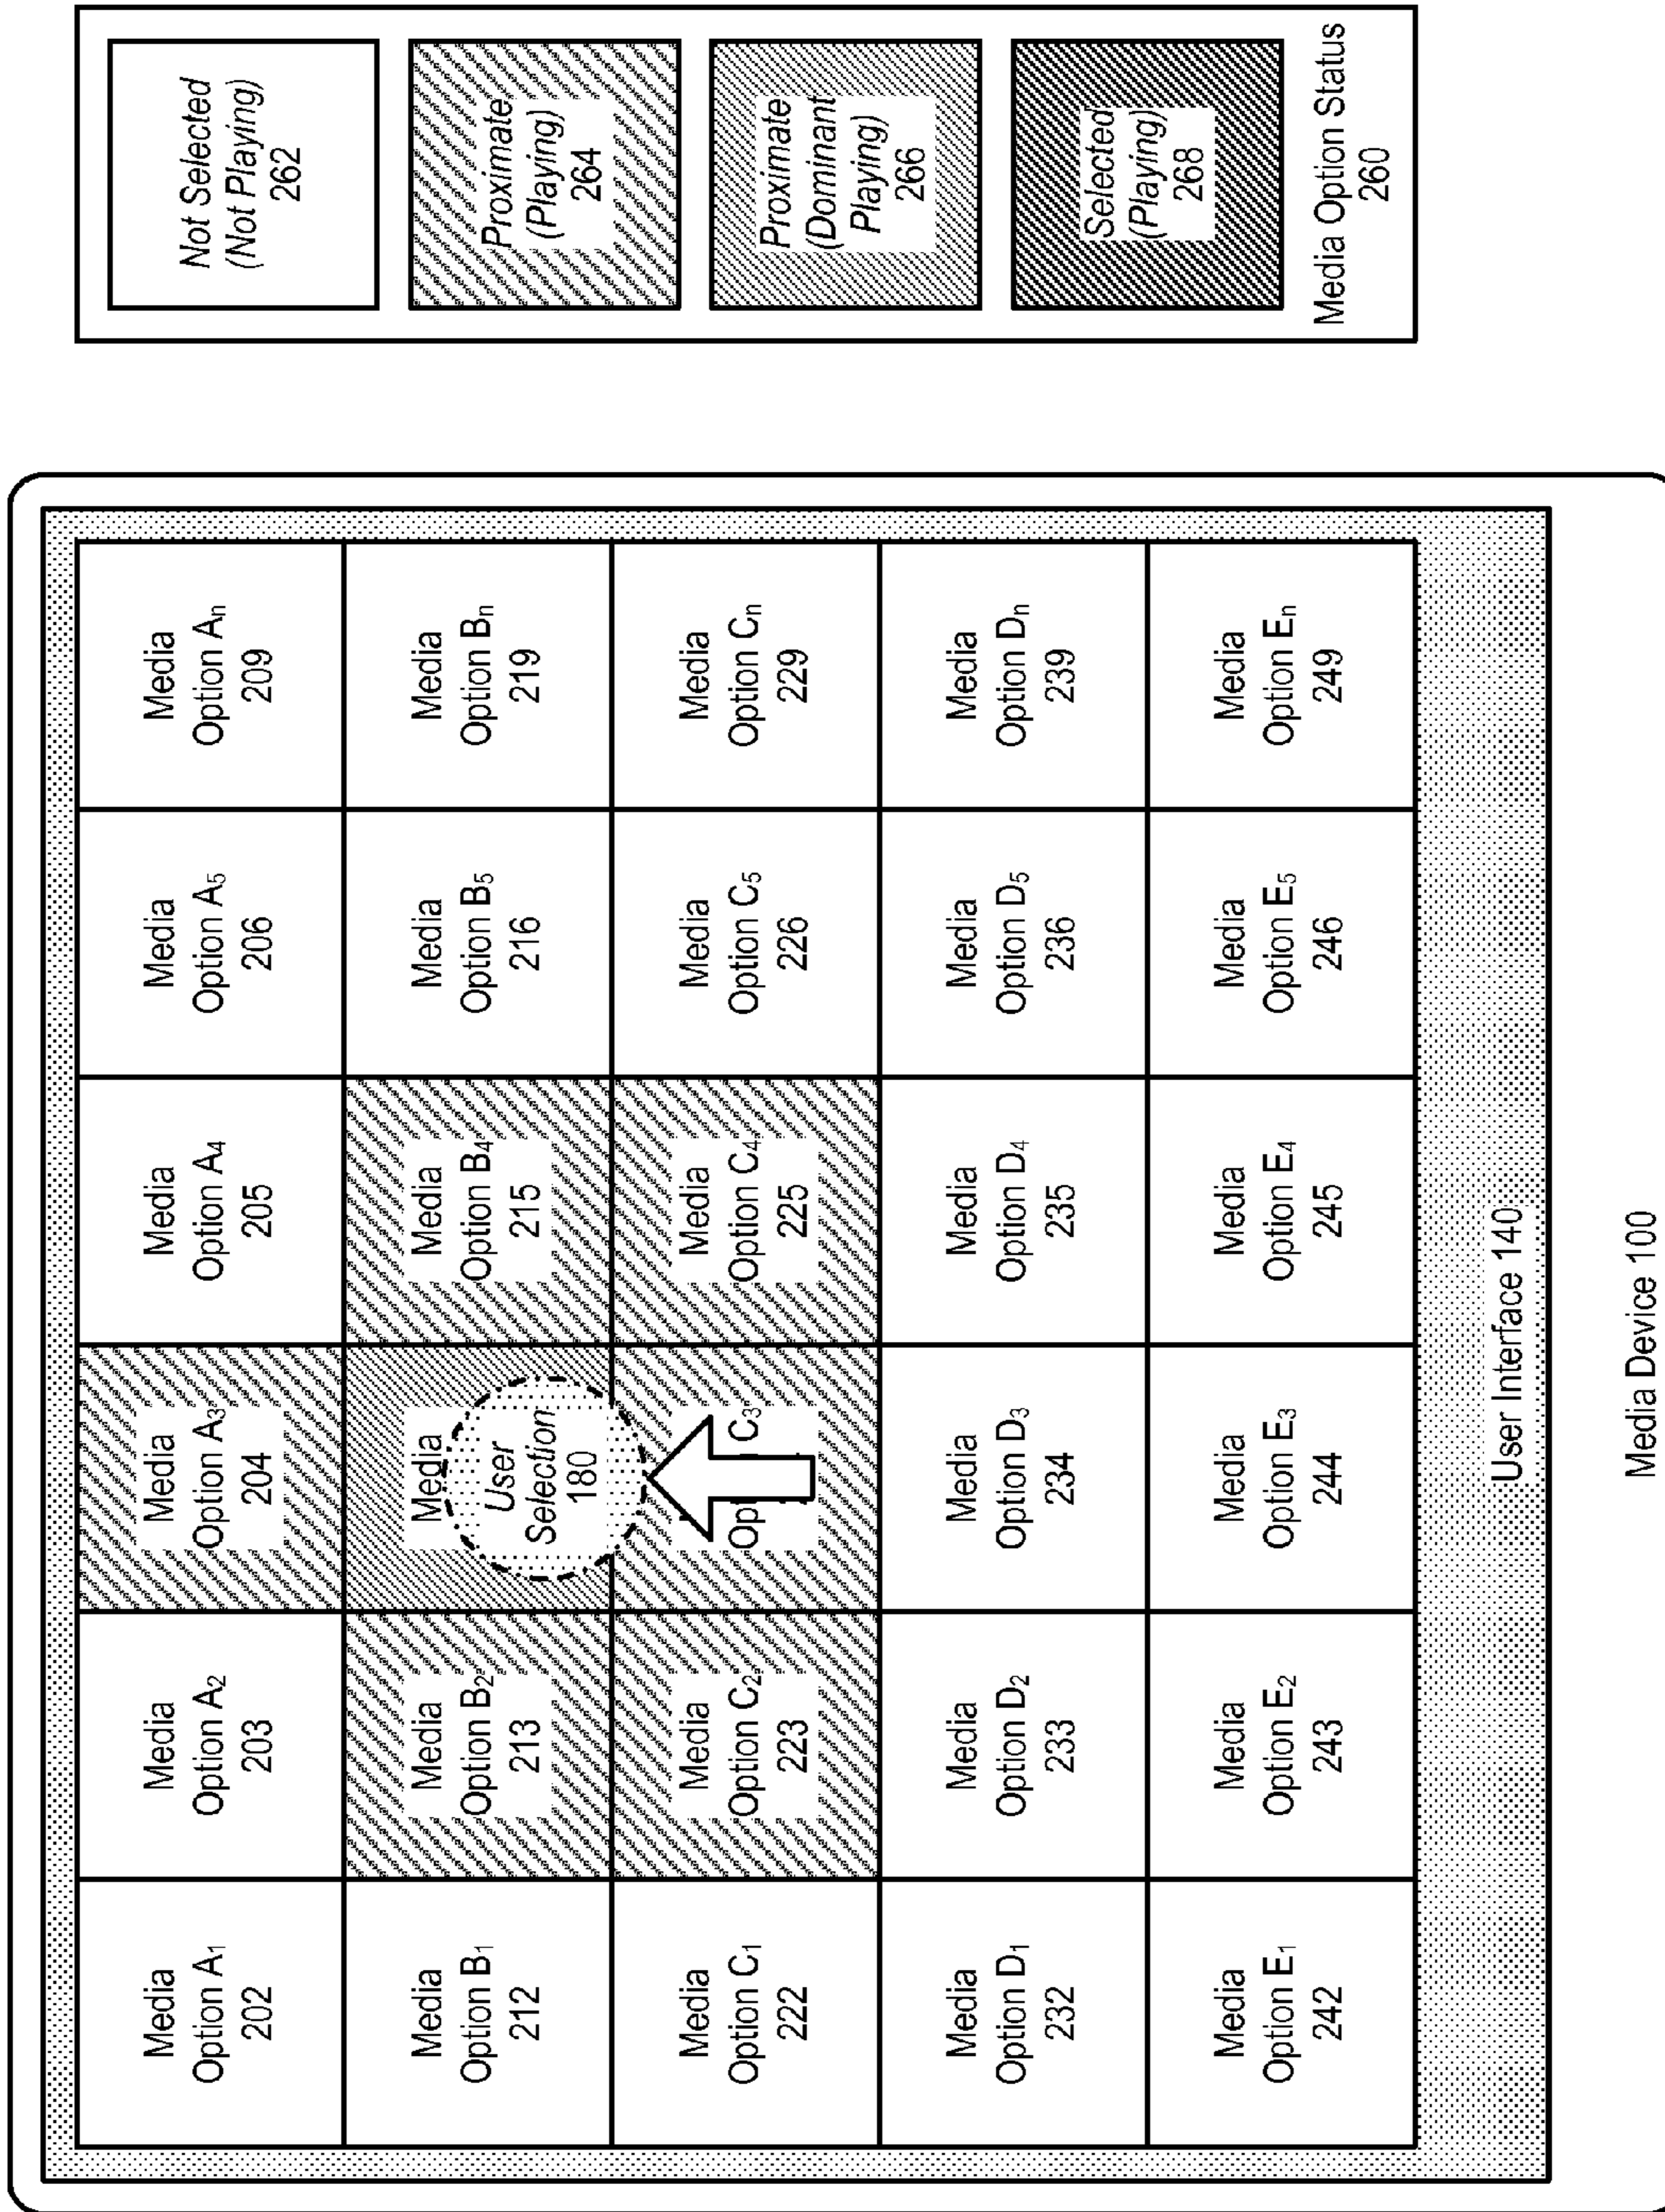 Media
Option A₁
202
Media
Option A₂
203
Media
Option A₃
204
Media
Option A₄
205
Media
Option A₅
206
Media
Option Aₙ
209
Media
Option B₁
212
Media
Option B₂
213
Media
User
Selection
180
Media
Option B₄
215
Media
Option B₅
216
Media
Option Bₙ
219
Media
Option C₁
222
Media
Option C₂
223
C₃
Media
Option C₄
225
Media
Option C₅
226
Media
Option Cₙ
229
Media
Option D₁
232
Media
Option D₂
233
Media
Option D₃
234
Media
Option D₄
235
Media
Option D₅
236
Media
Option Dₙ
239
Media
Option E₁
242
Media
Option E₂
243
Media
Option E₃
244
Media
Option E₄
245
Media
Option E₅
246
Media
Option Eₙ
249
User Interface 140
Media Device 100
Not Selected
(Not Playing)
262
Proximate
(Playing)
264
Proximate
(Dominant
Playing)
266
Selected
(Playing)
268
Media Option Status
260